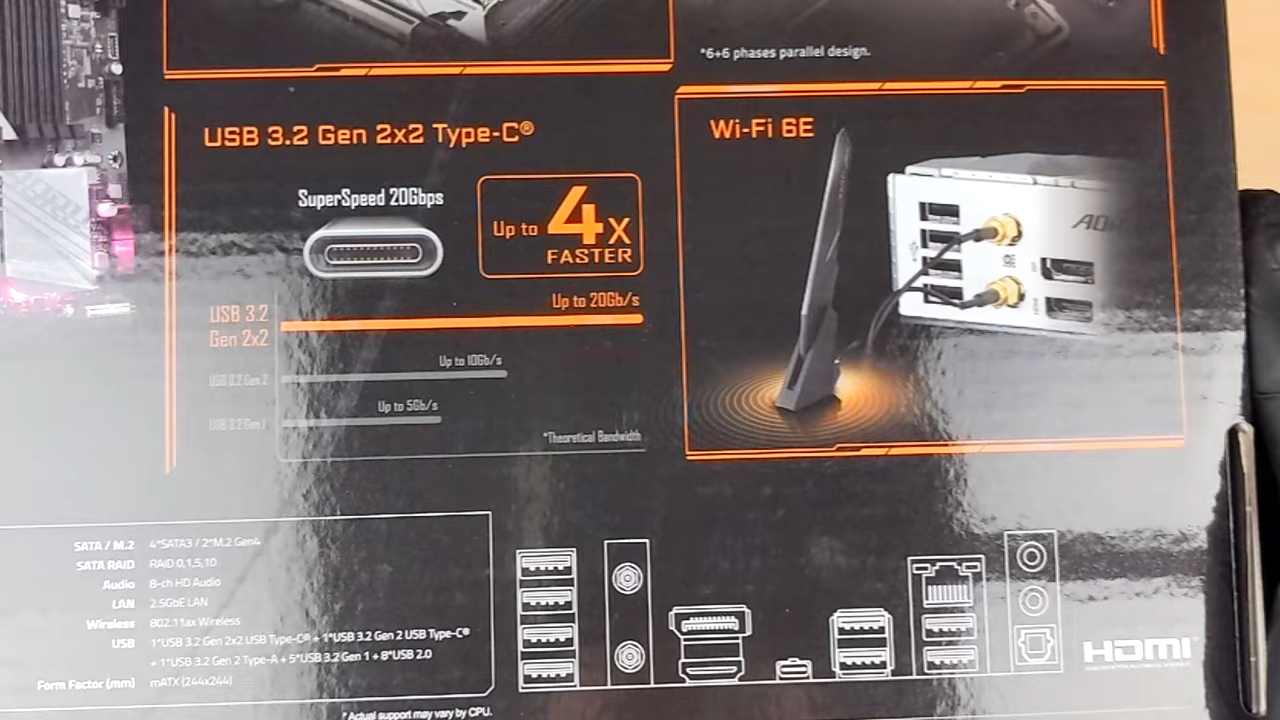 *6+6 phases parallel design.
USB 3.2 Gen 2x2 Type-C®
SuperSpeed 20Gbps
Up to 4X
FASTER
USB 3.2
Gen 2x2
Up to 20Gb/s
USB 3.2 Gen 2
Up to 10Gb/s
USB 3.2 Gen 1
Up to 5Gb/s
*Theoretical Bandwidth
Wi-Fi 6E
SATA / M.2 4*SATA3 / 2*M.2 Gen4
SATA RAID RAID 0,1,5,10
Audio 8-ch HD Audio
LAN 2.5GbE LAN
Wireless 802.11ax Wireless
USB 1*USB 3.2 Gen 2x2 USB Type-C® + 1*USB 3.2 Gen 2 USB Type-C®
+ 1*USB 3.2 Gen 2 Type-A + 5*USB 3.2 Gen 1 + 8*USB 2.0
Form Factor (mm) mATX (244x244)
* Actual support may vary by CPU.
HDMI